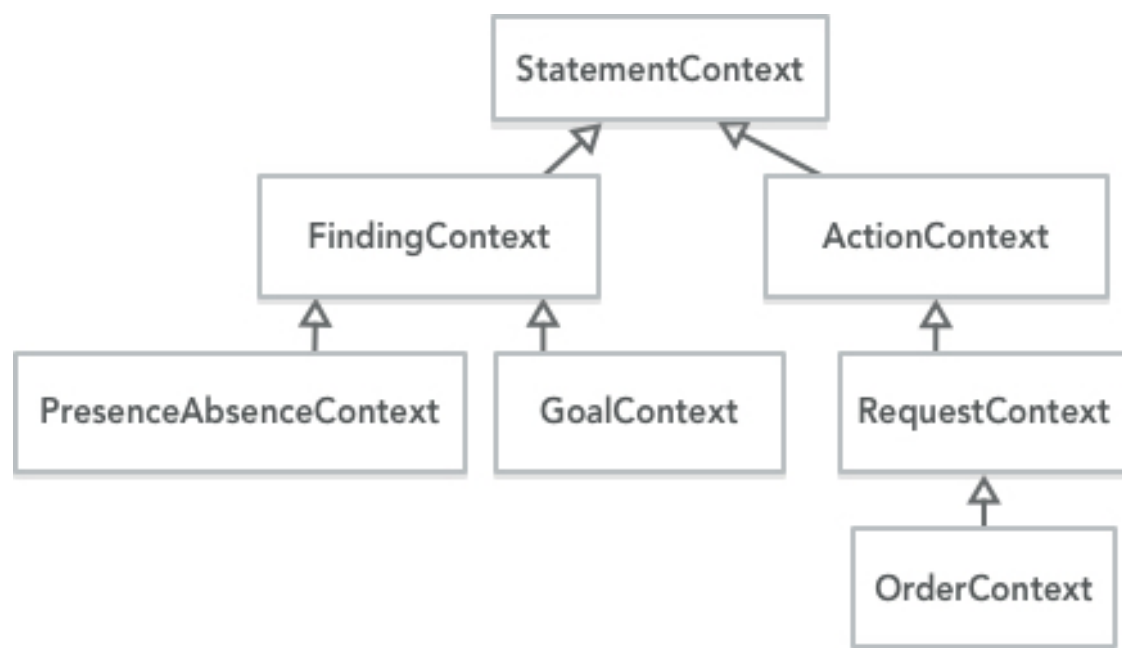 StatementContext
FindingContext
ActionContext
PresenceAbsenceContext
GoalContext
RequestContext
OrderContext